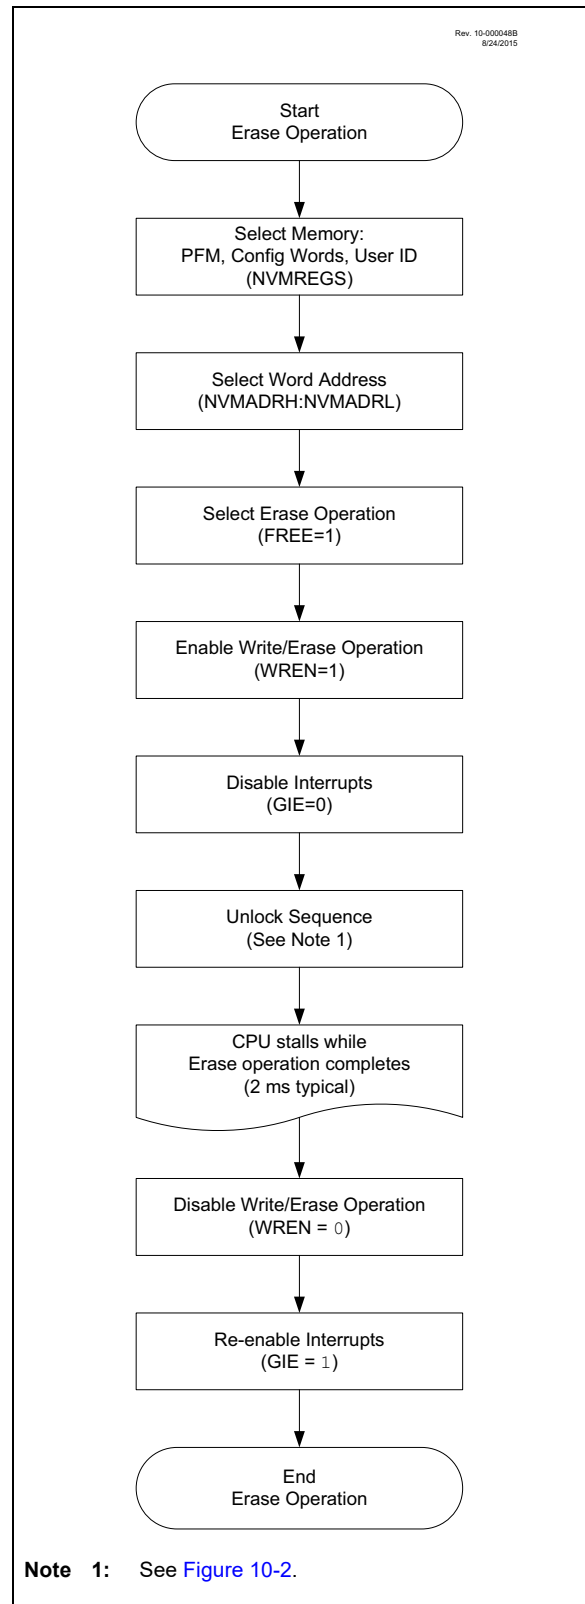 Rev. 10-000048B
8/24/2015
Start
Erase Operation
Select Memory:
PFM, Config Words, User ID
(NVMREGS)
Select Word Address
(NVMADRH:NVMADRL)
Select Erase Operation
(FREE=1)
Enable Write/Erase Operation
(WREN=1)
Disable Interrupts
(GIE=0)
Unlock Sequence
(See Note 1)
CPU stalls while
Erase operation completes
(2 ms typical)
Disable Write/Erase Operation
(WREN = 0)
Re-enable Interrupts
(GIE = 1)
End
Erase Operation
Note 1: See Figure 10-2.